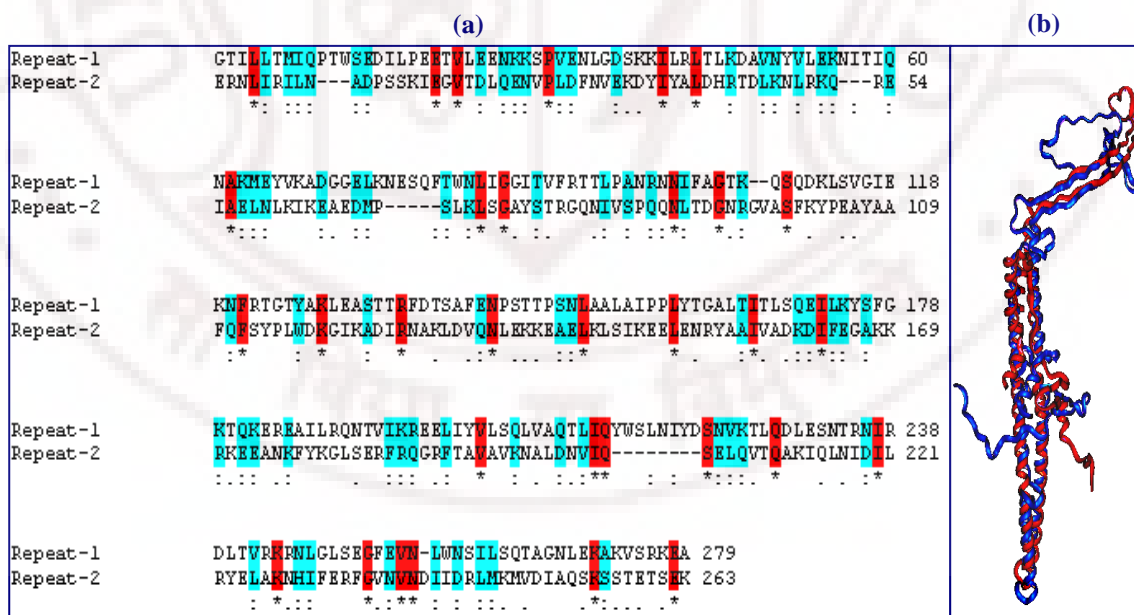 (a)
(b)
Repeat-1 GTILLTMIQPTWSEDILPEETVLEENKKSPVENLGDSKKILRLTLKDAVNYVLEKNITIQ 60
Repeat-2 ERNLIRILN---ADPSSKIEGVTDLQENVPLDFNVEKDYIYALDHRTDLKNLRKQ---RE 54
Repeat-1 NAKMEYVKADGGELKNESQFTWNLIGGITVFRTTLPANRNNIFAGTK--QSQDKLSVGIE 118
Repeat-2 IAELNLKIKEAEDMP-----SLKLSGAYSTRGQNIVSPQQNLTDGNRGVASFKYPEAYAA 109
Repeat-1 KNFRTGTYAKLEASTTRFDTSAFENPSTTPSNLAALAIPPLYTGALTITLSQEILKYSFG 178
Repeat-2 FQFSYPLWDKGIKADIRNAKLDVQNLEKKEAELKLSIKEELENRYAAIVADKDIFEGAKK 169
Repeat-1 KTQKEREAILRQNTVIKREELIYVLSQLVAQTLIQYWSLNIYDSNVKTLQDLESNTRNIR 238
Repeat-2 RKEEANKFYKGLSERFRQGRFTAVAVKNALDNVIQ--------SELQVTQAKIQLNIDIL 221
Repeat-1 DLTVRKRNLGLSEGFEVN-LWNSILSQTAGNLEKAKVSRKEA 279
Repeat-2 RYELAKNHIFERFGVNVNDIIDRLMKMVDIAQSKSSTETSEK 263